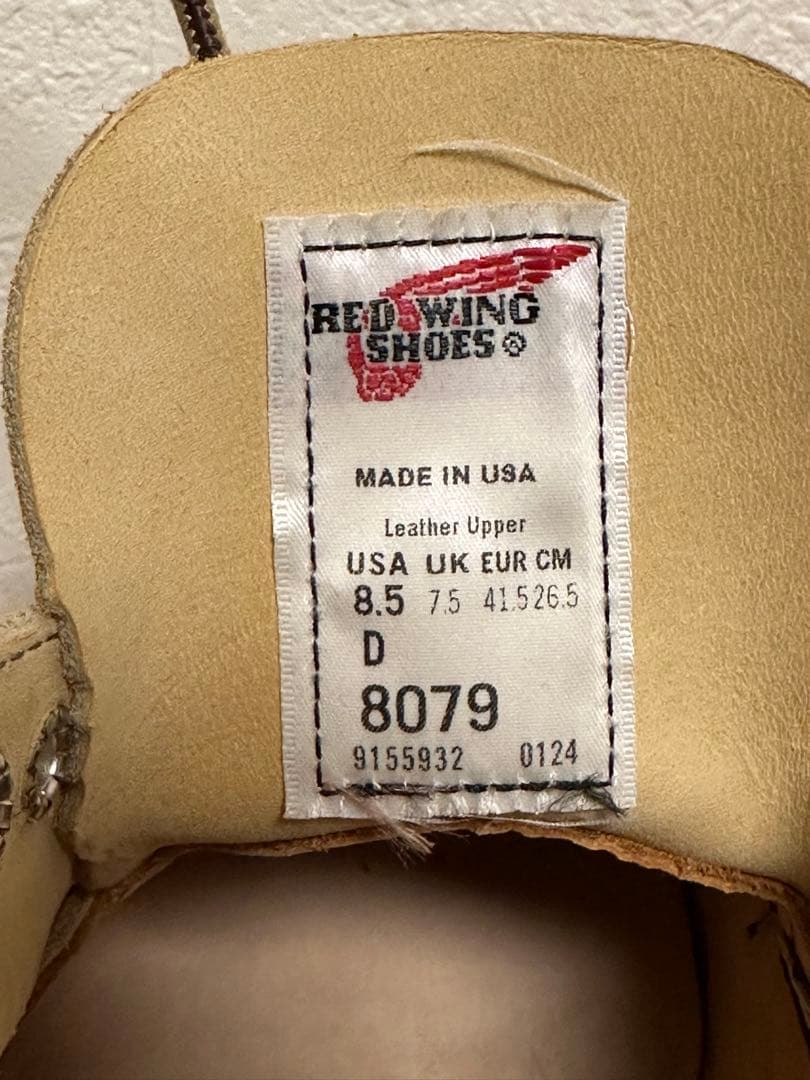 RED WING
SHOES®
MADE IN USA
Leather Upper
USA UK EUR CM
8.5 7.5 41.5 26.5
D
8079
9155932 0124